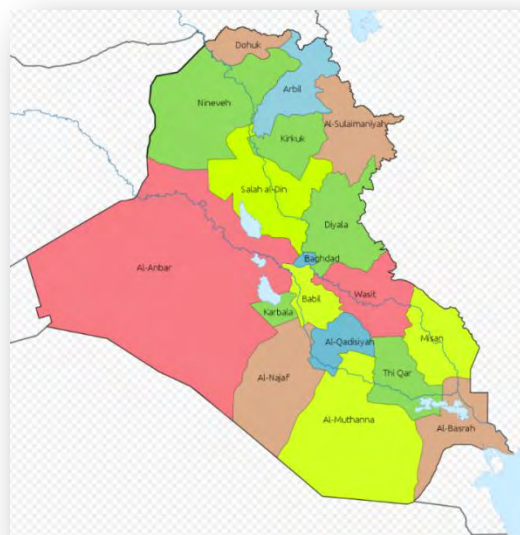 Dohuk
Arbil
Nineveh
Al-Sulaimaniyah
Kirkuk
Salah al-Din
Diyala
Baghdad
Al-Anbar
Wasit
Babil
Karbala
Al-Qadisiyah
Misan
Thi Qar
Al-Najaf
Al-Muthanna
Al-Basrah